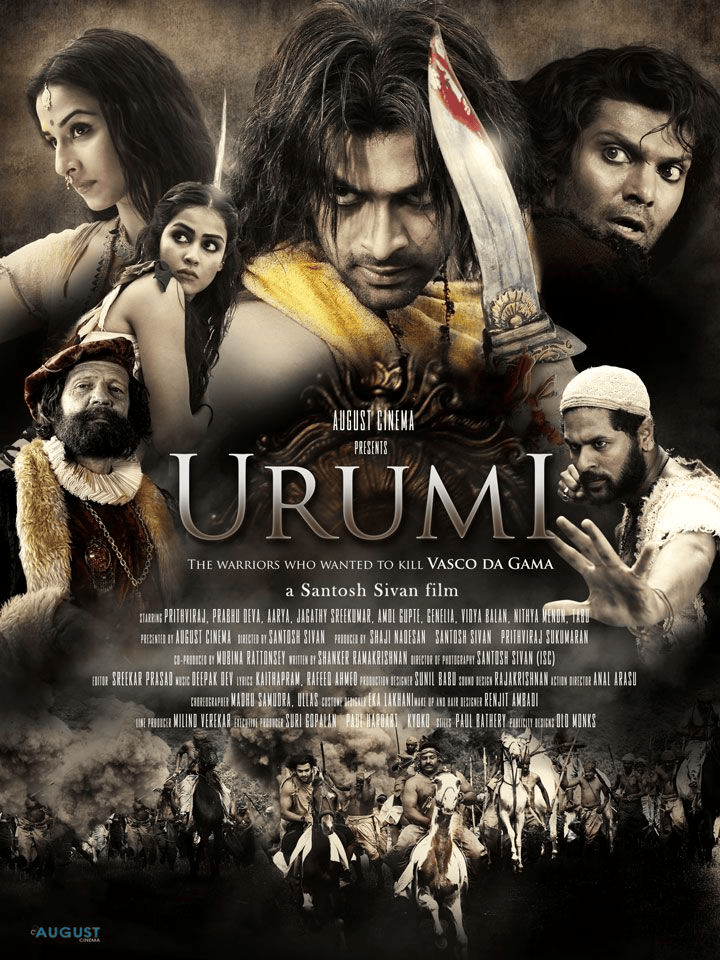 AUGUST CINEMA
PRESENTS
URUMI
THE WARRIORS WHO WANTED TO KILL VASCO DA GAMA
a Santosh Sivan film
STARRING PRITHVIRAJ, PRABHU DEVA, AARYA, JAGATHY SREEKUMAR, AMOL GUPTE, GENELIA, VIDYA BALAN, NITHYA MENON, TABU
PRESENTED BY AUGUST CINEMA DIRECTED BY SANTOSH SIVAN PRODUCED BY SHAJI NADESAN SANTOSH SIVAN PRITHVIRAJ SUKUMARAN
CO-PRODUCED BY MUBINA RATTONSEY WRITTEN BY SHANKER RAMAKRISHNAN DIRECTOR OF PHOTOGRAPHY SANTOSH SIVAN (ISC)
EDITOR SREEKAR PRASAD MUSIC DEEPAK DEV LYRICS KAITHAPRAM, RAFEEQ AHMED PRODUCTION DESIGNER SUNIL BABU SOUND DESIGN RAJAKRISHNAN ACTION DIRECTOR ANAL ARASU
CHOREOGRAPHER MADHU SAMUDRA, ULLAS COSTUME DESIGNER EKA LAKHANI MAKE UP AND HAIR DESIGNER RENJIT AMBADI
LINE PRODUCER MILIND VEREKAR EXECUTIVE PRODUCER SURI GOPALAN PAUL KYOKO STILLS PAUL BATHERY PUBLICITY DESIGNS OLD MONKS
AUGUST
CINEMA